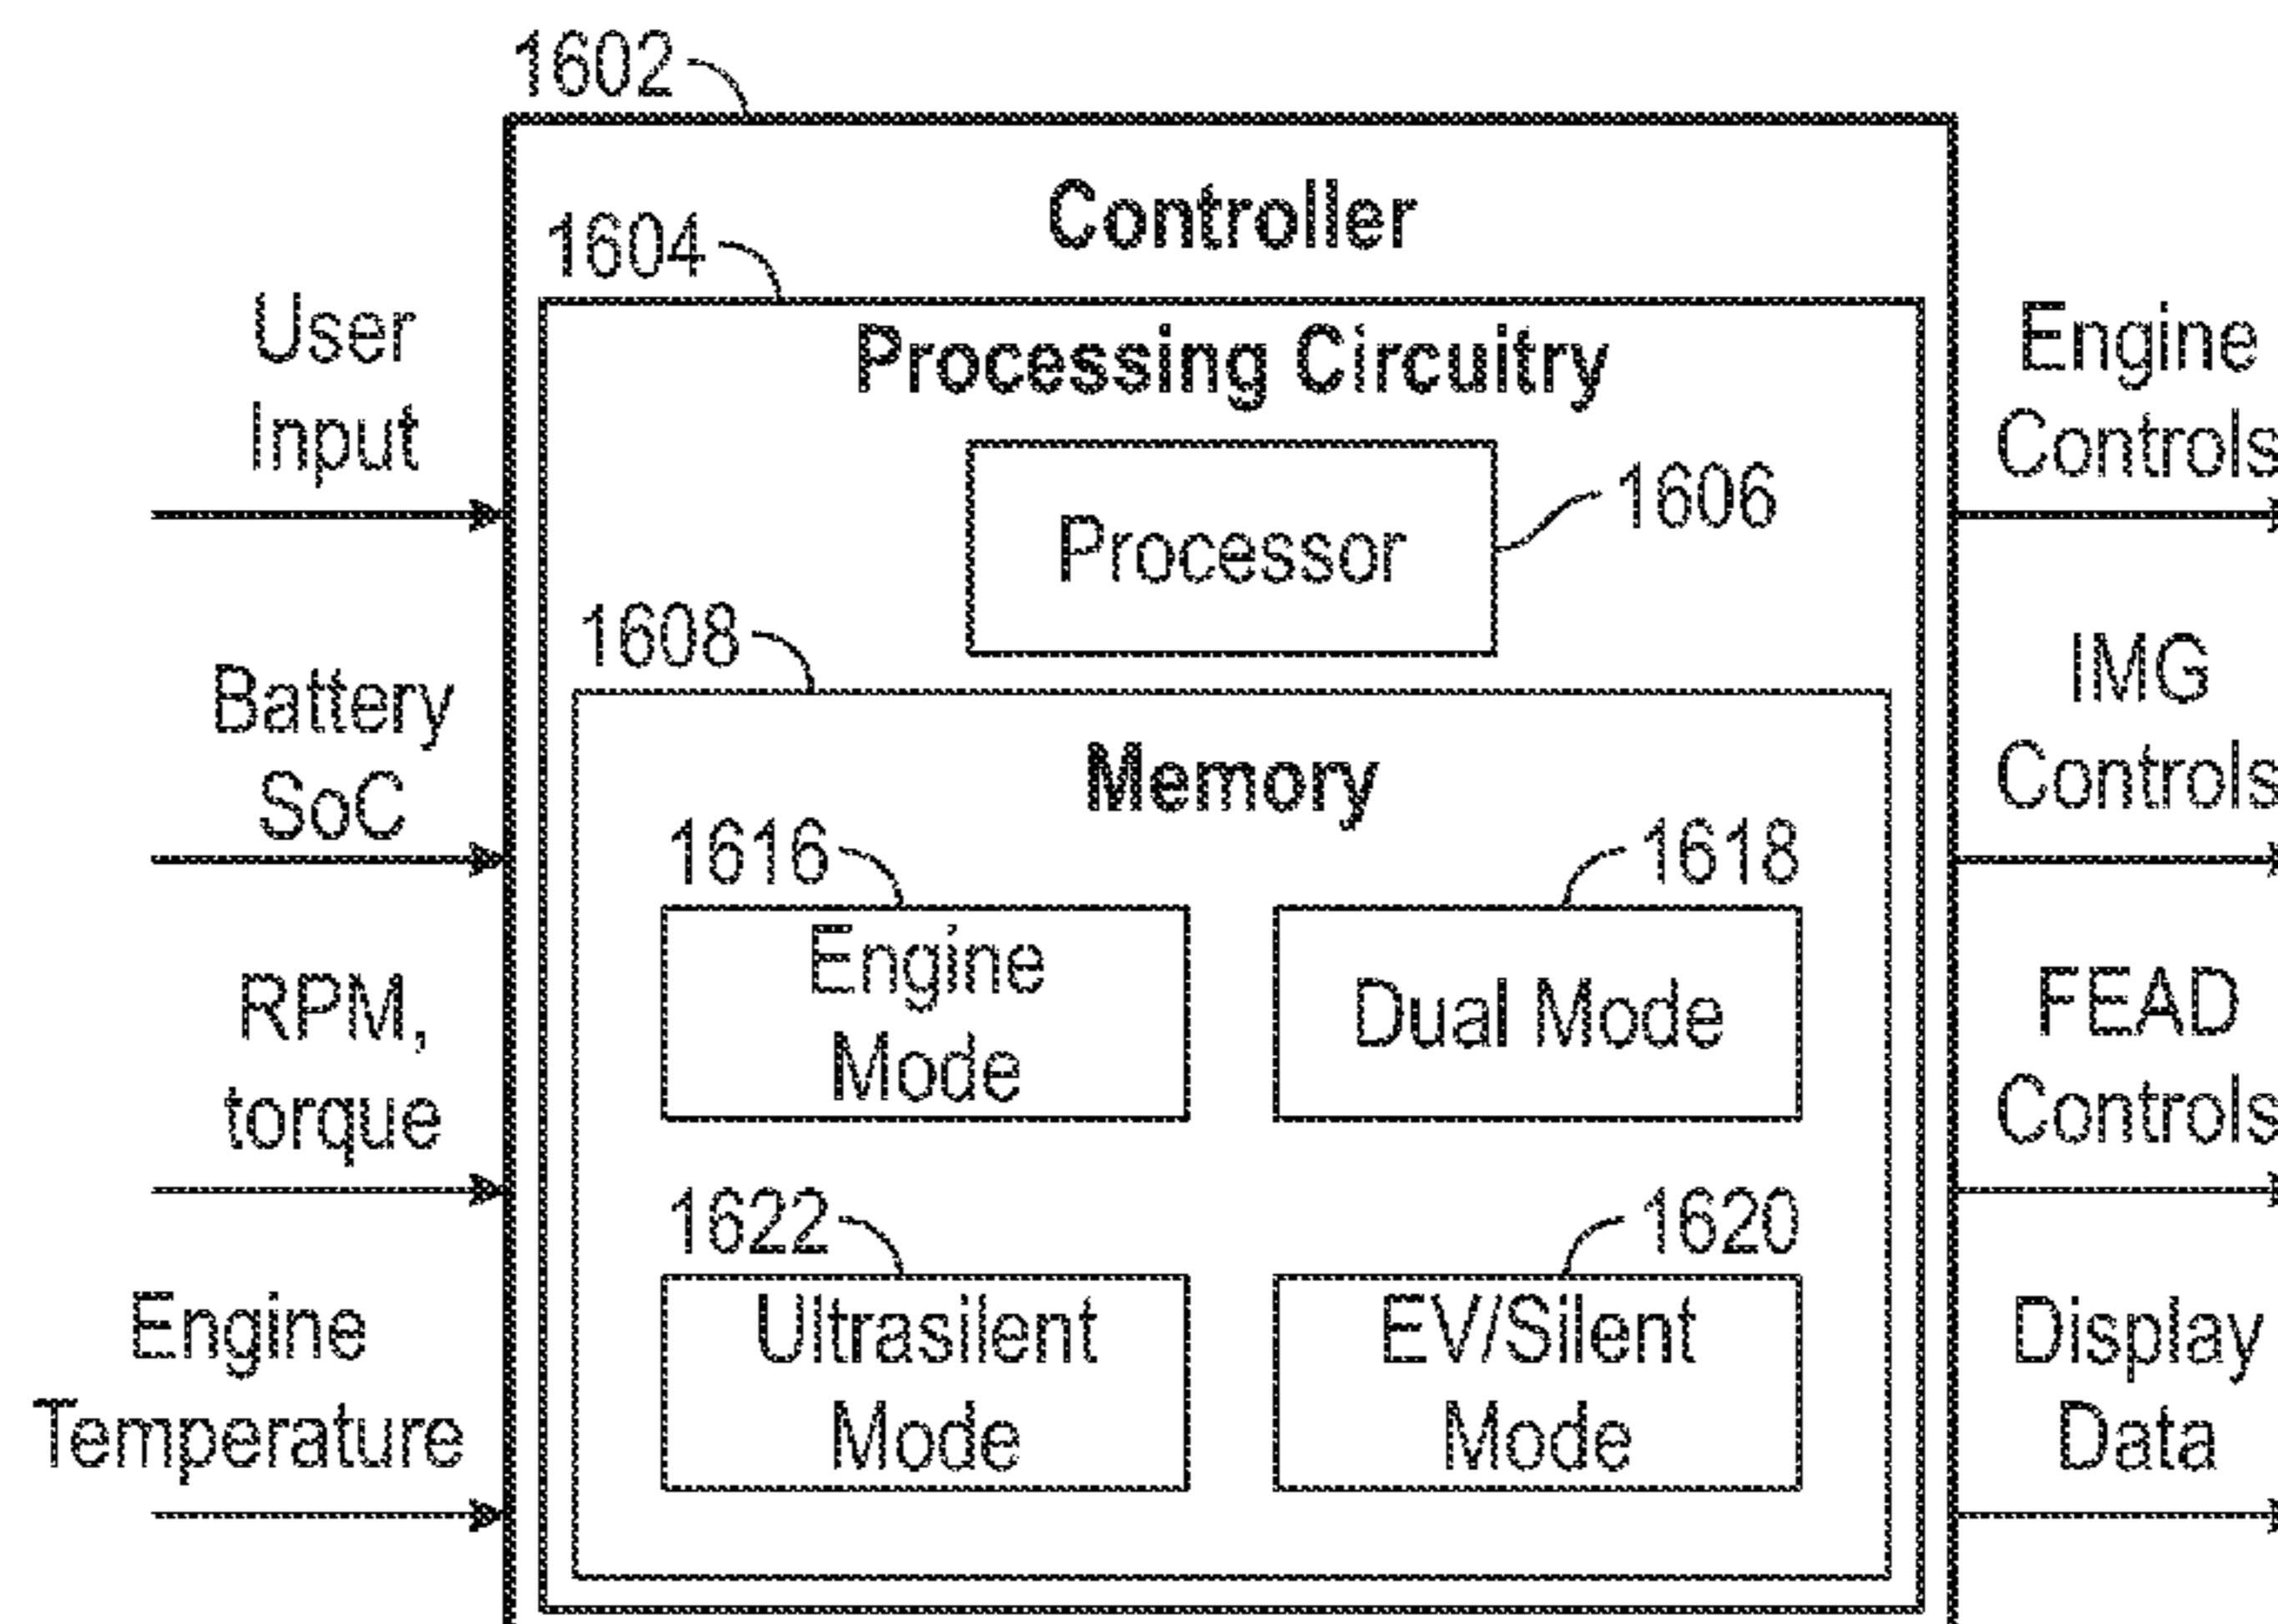 1602
Controller
1604
Processing Circuitry
Processor
1606
1608
Memory
1616
Engine
Mode
1618
Dual Mode
1622
Ultrasilent
Mode
1620
EV/Silent
Mode
User
Input
Battery
SoC
RPM,
torque
Engine
Temperature
Engine
Controls
IMG
Controls
FEAD
Controls
Display
Data